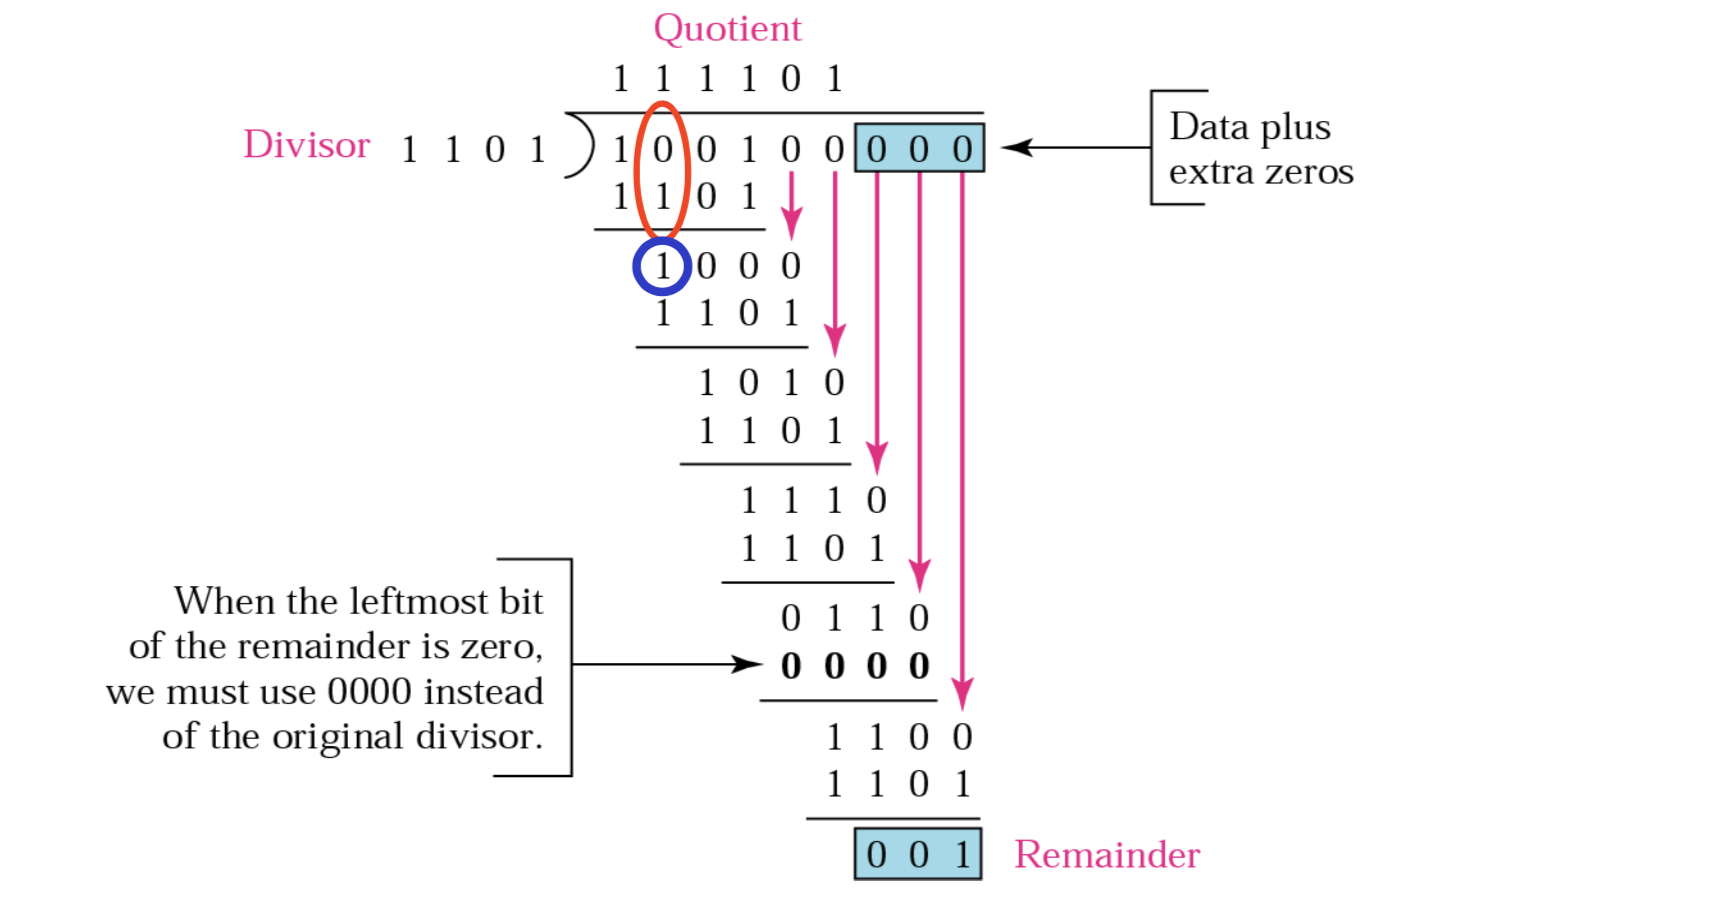 Quotient
1 1 1 1 0 1
Divisor 1 1 0 1 1 0 0 1 0 0 0 0 0
Data plus
extra zeros
1 1 0 1
1 0 0 0
1 1 0 1
1 0 1 0
1 1 0 1
1 1 1 0
1 1 0 1
When the leftmost bit
of the remainder is zero,
we must use 0000 instead
of the original divisor.
0 1 1 0
0 0 0 0
1 1 0 0
1 1 0 1
0 0 1 Remainder